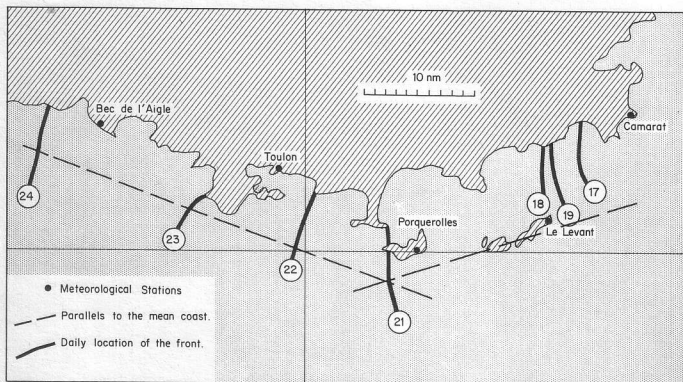 10 nm
Bec de l'Aigle
Camarat
Toulon
24
18
19
17
23
Porquerolles
Le Levant
22
21
Meteorological Stations
Parallels to the mean coast.
Daily location of the front.